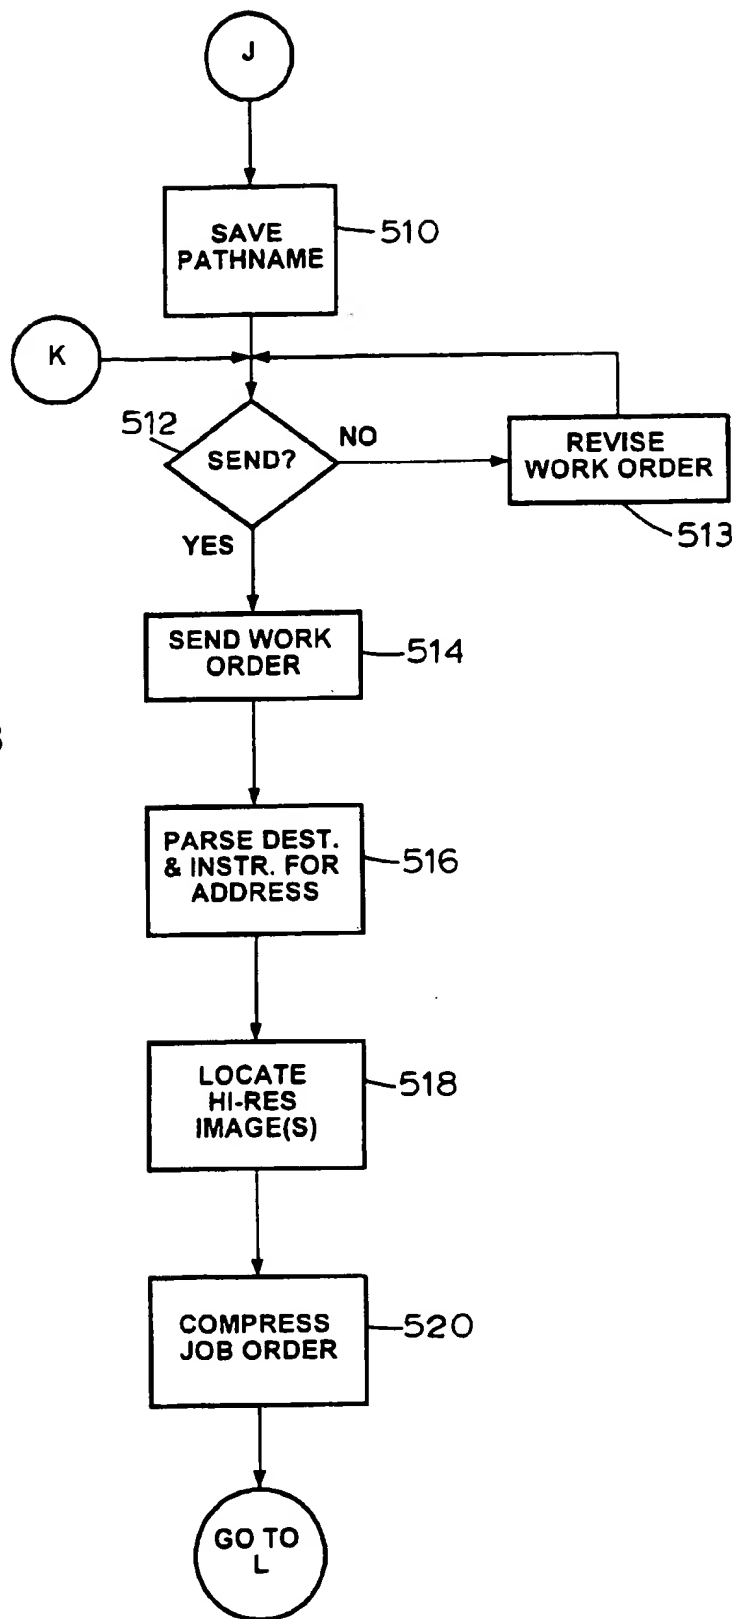 J
SAVE
PATHNAME
510
K
512
SEND?
NO
REVISE
WORK ORDER
513
YES
SEND WORK
ORDER
514
PARSE DEST.
& INSTR. FOR
ADDRESS
516
LOCATE
HI-RES
IMAGE(S)
518
COMPRESS
JOB ORDER
520
GO TO
L